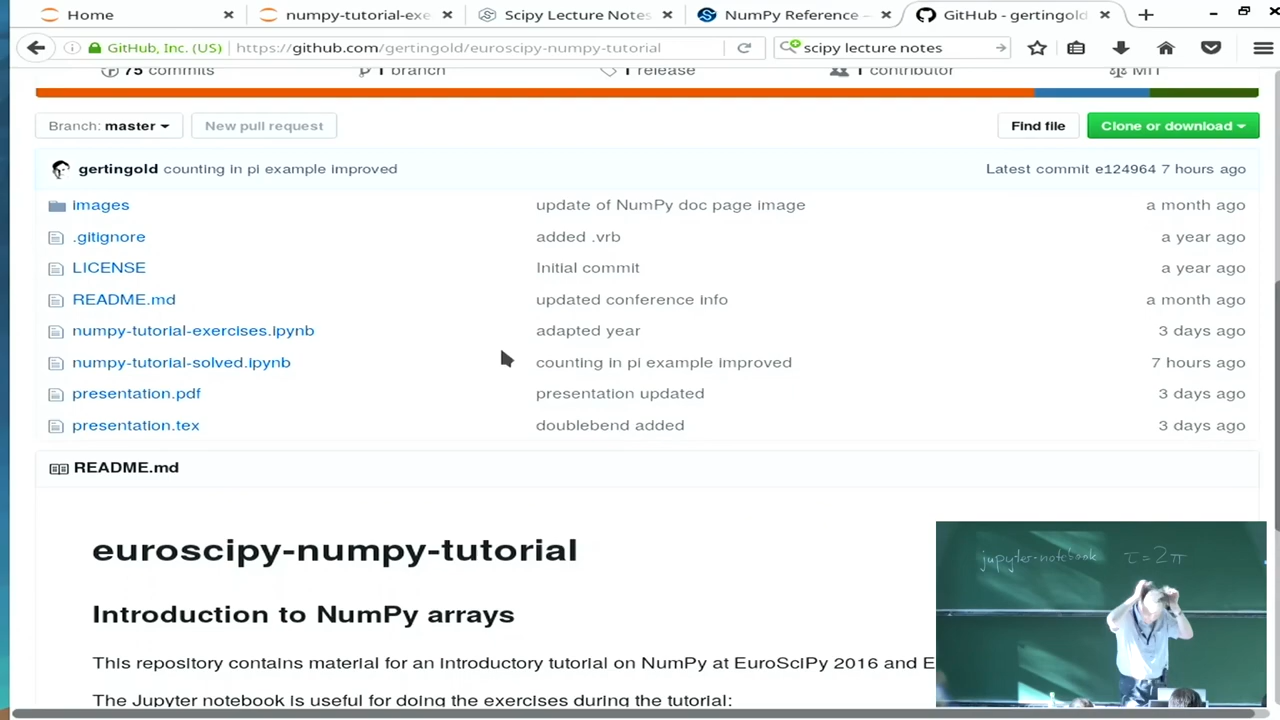 Home
numpy-tutorial-exe
Scipy Lecture Notes
NumPy Reference –
GitHub - gertingold
GitHub, Inc. (US) https://github.com/gertingold/euroscipy-numpy-tutorial
scipy lecture notes
75 commits 1 branch 1 release 1 contributor MIT
Branch: master New pull request Find file Clone or download
gertingold counting in pi example improved Latest commit e124964 7 hours ago
images update of NumPy doc page image a month ago
.gitignore added .vrb a year ago
LICENSE Initial commit a year ago
README.md updated conference info a month ago
numpy-tutorial-exercises.ipynb adapted year 3 days ago
numpy-tutorial-solved.ipynb counting in pi example improved 7 hours ago
presentation.pdf presentation updated 3 days ago
presentation.tex doublebend added 3 days ago
README.md
euroscipy-numpy-tutorial
Introduction to NumPy arrays
This repository contains material for an introductory tutorial on NumPy at EuroSciPy 2016 and E
The Jupyter notebook is useful for doing the exercises during the tutorial:
jupyter-notebook τ=2π